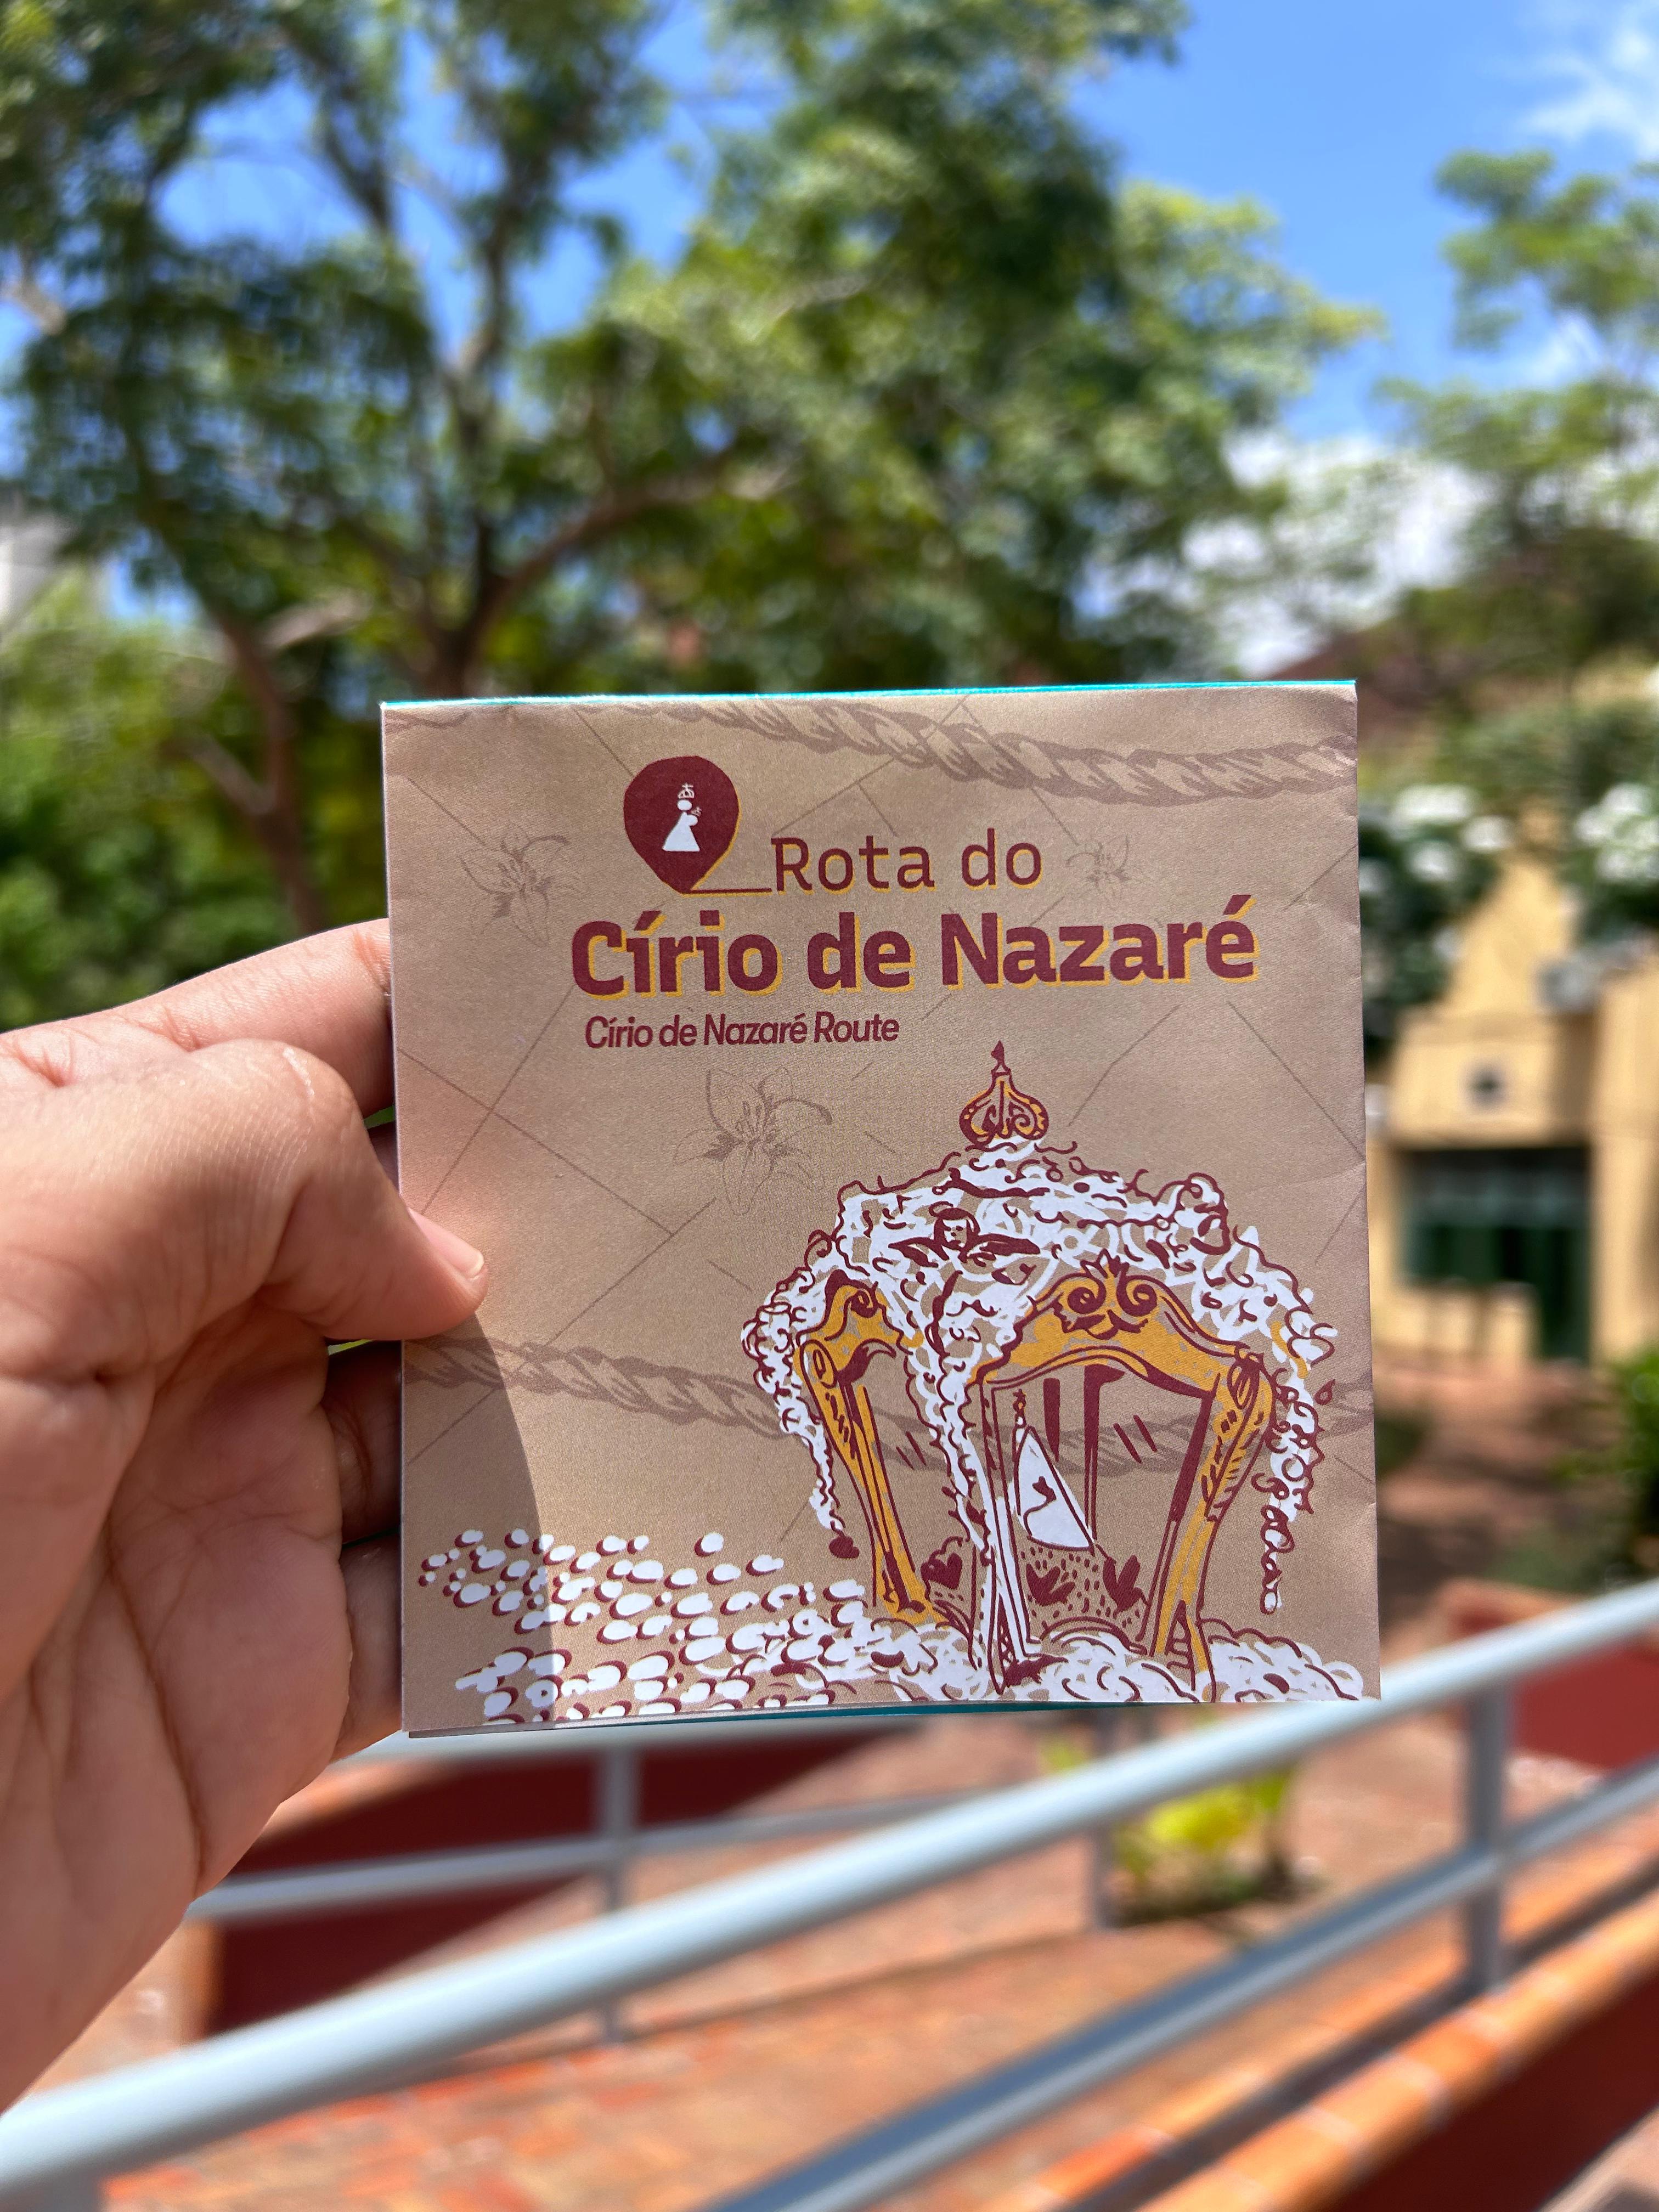 Rota do
Círio de Nazaré
Círio de Nazaré Route